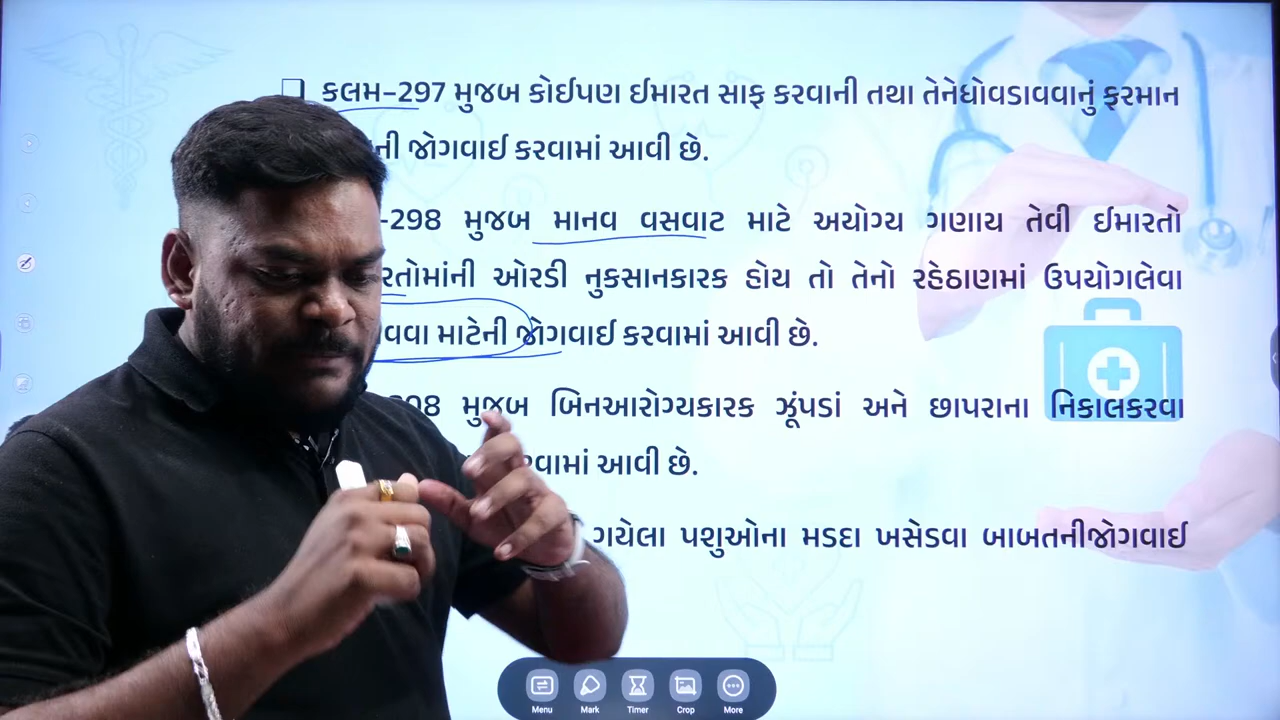 કલમ-297 મુજબ કોઈપણ ઈમારત સાફ કરવાની તથા તેનેધોવડાવવાનું ફરમાન
જોગવાઈ કરવામાં આવી છે.
-298 મુજબ માનવ વસવાટ માટે અયોગ્ય ગણાય તેવી ઈમારતો
ઓરડી નુકસાનકારક હોય તો તેનો રહેઠાણમાં ઉપયોગલેવા
માટેની જોગવાઈ કરવામાં આવી છે.
મુજબ બિનઆરોગ્યકારક ઝૂંપડાં અને છાપરાના નિકાલકરવા
આવી છે.
ગયેલા પશુઓના મડદા ખસેડવા બાબતનીજોગવાઈ
Menu Mark Timer Crop More